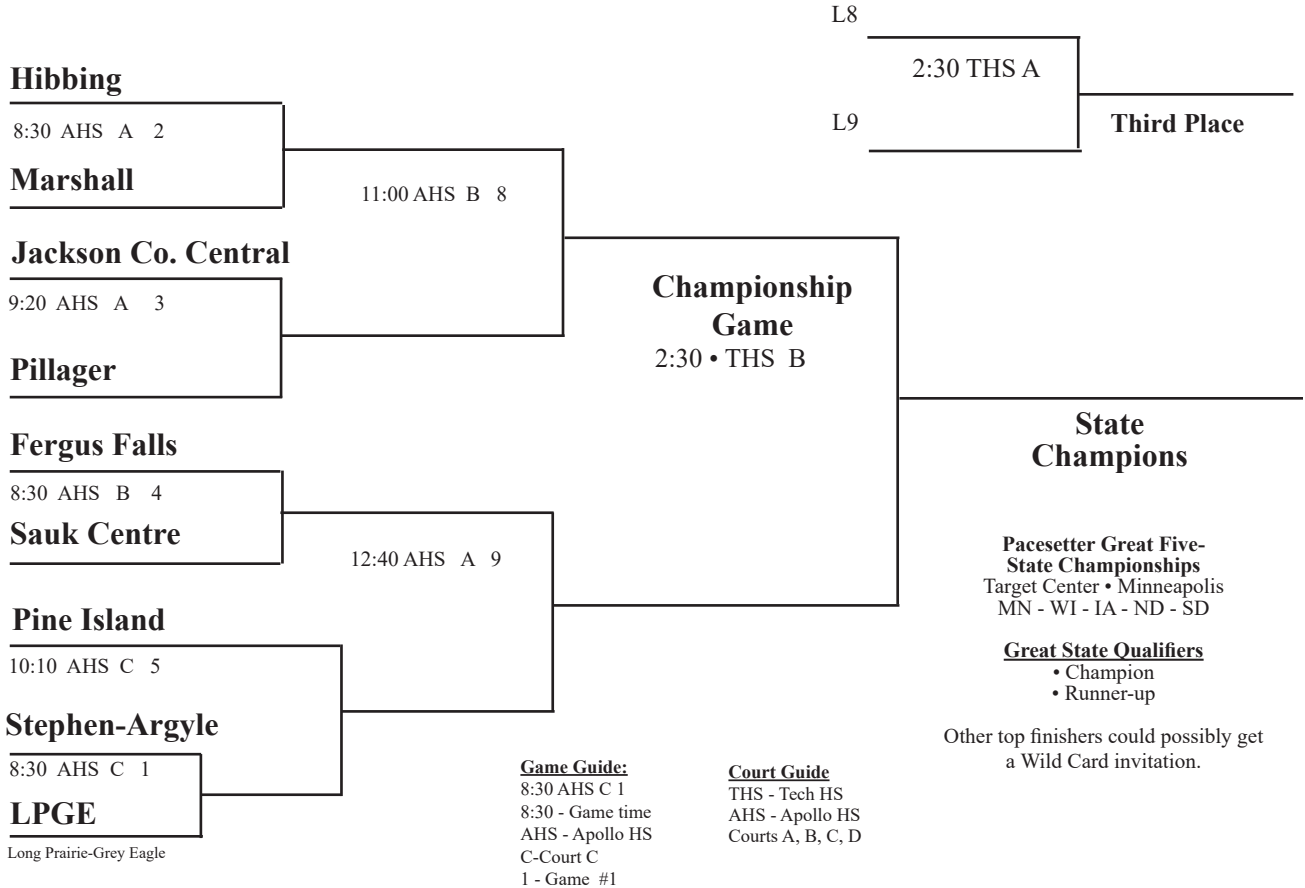 L8
2:30 THS A
L9
Third Place
Hibbing
8:30 AHS A 2
Marshall
11:00 AHS B 8
Jackson Co. Central
9:20 AHS A 3
Pillager
Championship
Game
2:30 • THS B
Fergus Falls
8:30 AHS B 4
Sauk Centre
12:40 AHS A 9
Pine Island
10:10 AHS C 5
Stephen-Argyle
8:30 AHS C 1
LPGE
Long Prairie-Grey Eagle
State
Champions
Pacesetter Great Five-
State Championships
Target Center • Minneapolis
MN - WI - IA - ND - SD
Great State Qualifiers
• Champion
• Runner-up
Other top finishers could possibly get
a Wild Card invitation.
Game Guide:
8:30 AHS C 1
8:30 - Game time
AHS - Apollo HS
C-Court C
1 - Game #1
Court Guide
THS - Tech HS
AHS - Apollo HS
Courts A, B, C, D